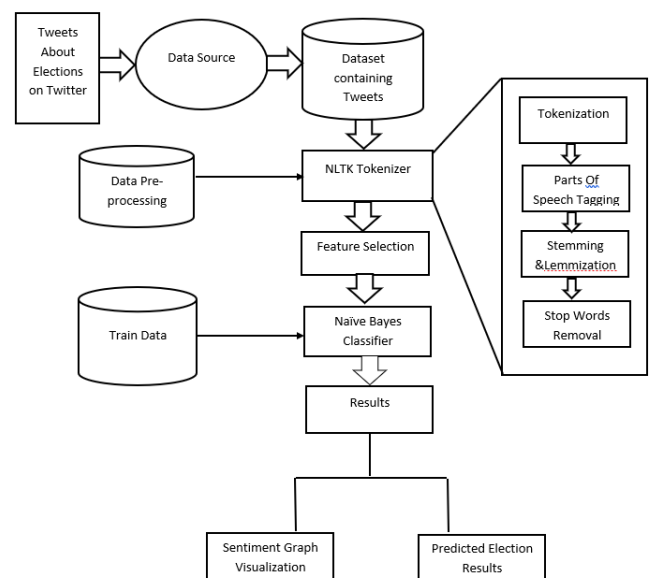 Tweets
About
Elections
on Twitter
Data Source
Dataset
containing
Tweets
NLTK Tokenizer
Data Pre-
processing
Feature Selection
Train Data
Naïve Bayes
Classifier
Results
Sentiment Graph
Visualization
Predicted Election
Results
Tokenization
Parts Of
Speech Tagging
Stemming
&Lemmization
Stop Words
Removal